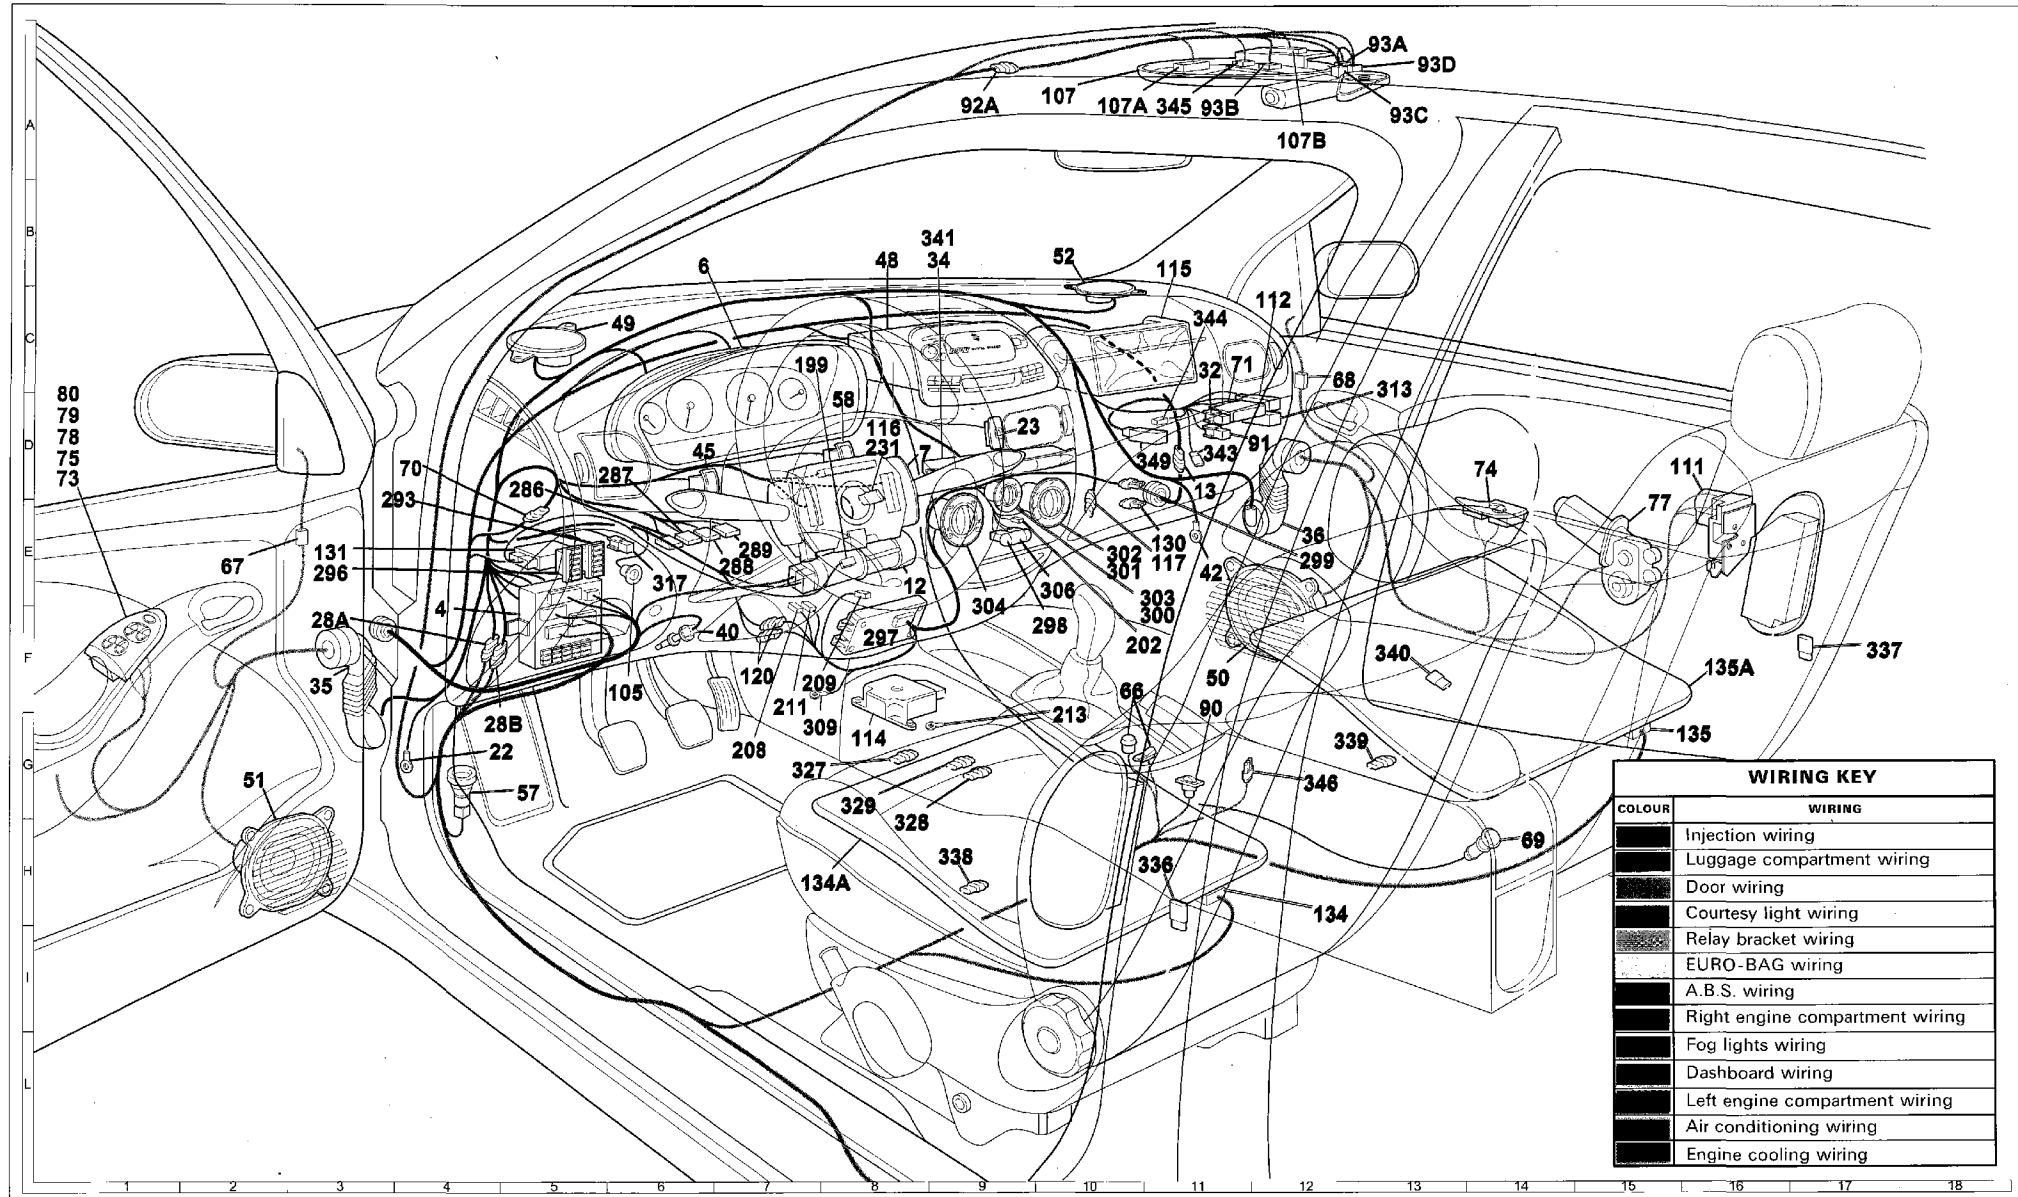 93A
93D
107
92A
107A 345 93B
93C
107B
A
B
341
34
48
52
6
115
112
344
49
C
199
32 71
68
313
80
79
78
75
73
58
116
231
7
23
D
45
343 91
349
70
287
286
293
74
111
77
13
36
131
296
67
E
289
288
317
12
302
301
130
117
42
299
306
304
303
300
298
202
4
28A
40
297
F
35
105
120
209
211
309
50
340
337
135A
28B
22
208
114
213
66
90
135
327
339
346
G
51
57
329
328
69
H
338
134A
336
134
I
L
WIRING KEY
COLOUR WIRING
Injection wiring
Luggage compartment wiring
Door wiring
Courtesy light wiring
Relay bracket wiring
EURO-BAG wiring
A.B.S. wiring
Right engine compartment wiring
Fog lights wiring
Dashboard wiring
Left engine compartment wiring
Air conditioning wiring
Engine cooling wiring
1 2 3 4 5 6 7 8 9 10 11 12 13 14 15 16 17 18